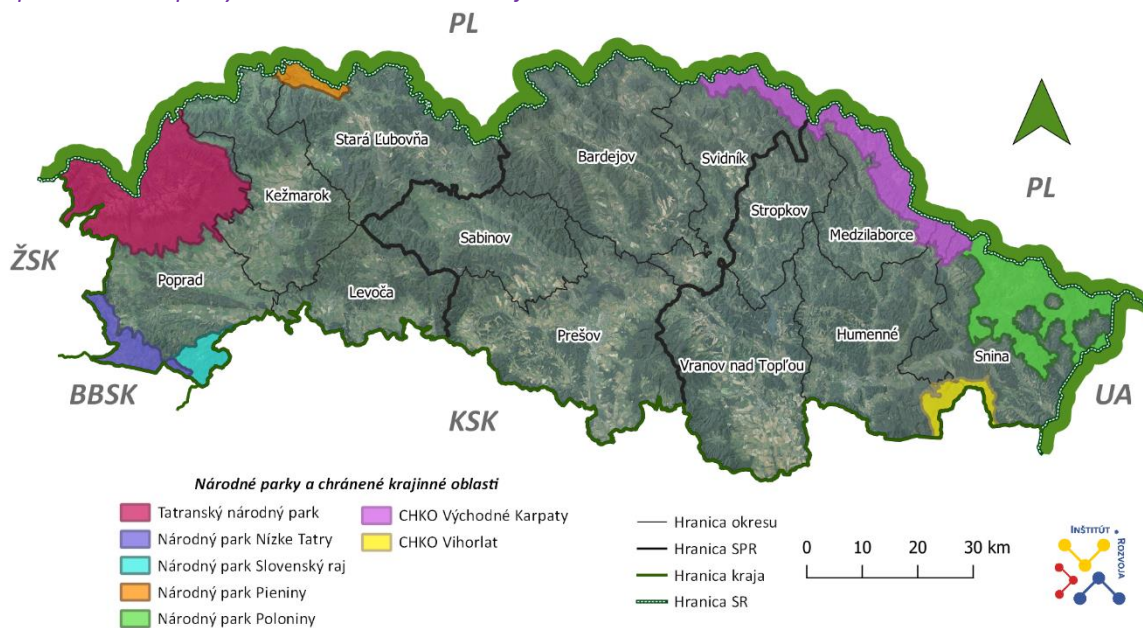 PL
Stará Ľubovňa
Bardejov
Svidník
Kežmarok
Stropkov
PL
Medzilaborce
Sabinov
ŽSK
Poprad
Levoča
Prešov
Humenné
Snina
Vranov nad Topľou
BBSK
KSK
UA
Národné parky a chránené krajinné oblasti
Tatranský národný park
Národný park Nízke Tatry
Národný park Slovenský raj
Národný park Pieniny
Národný park Poloniny
CHKO Východné Karpaty
CHKO Vihorlat
Hranica okresu
Hranica SPR
Hranica kraja
Hranica SR
0 10 20 30 km
INŠTITÚT
ROZVOJA